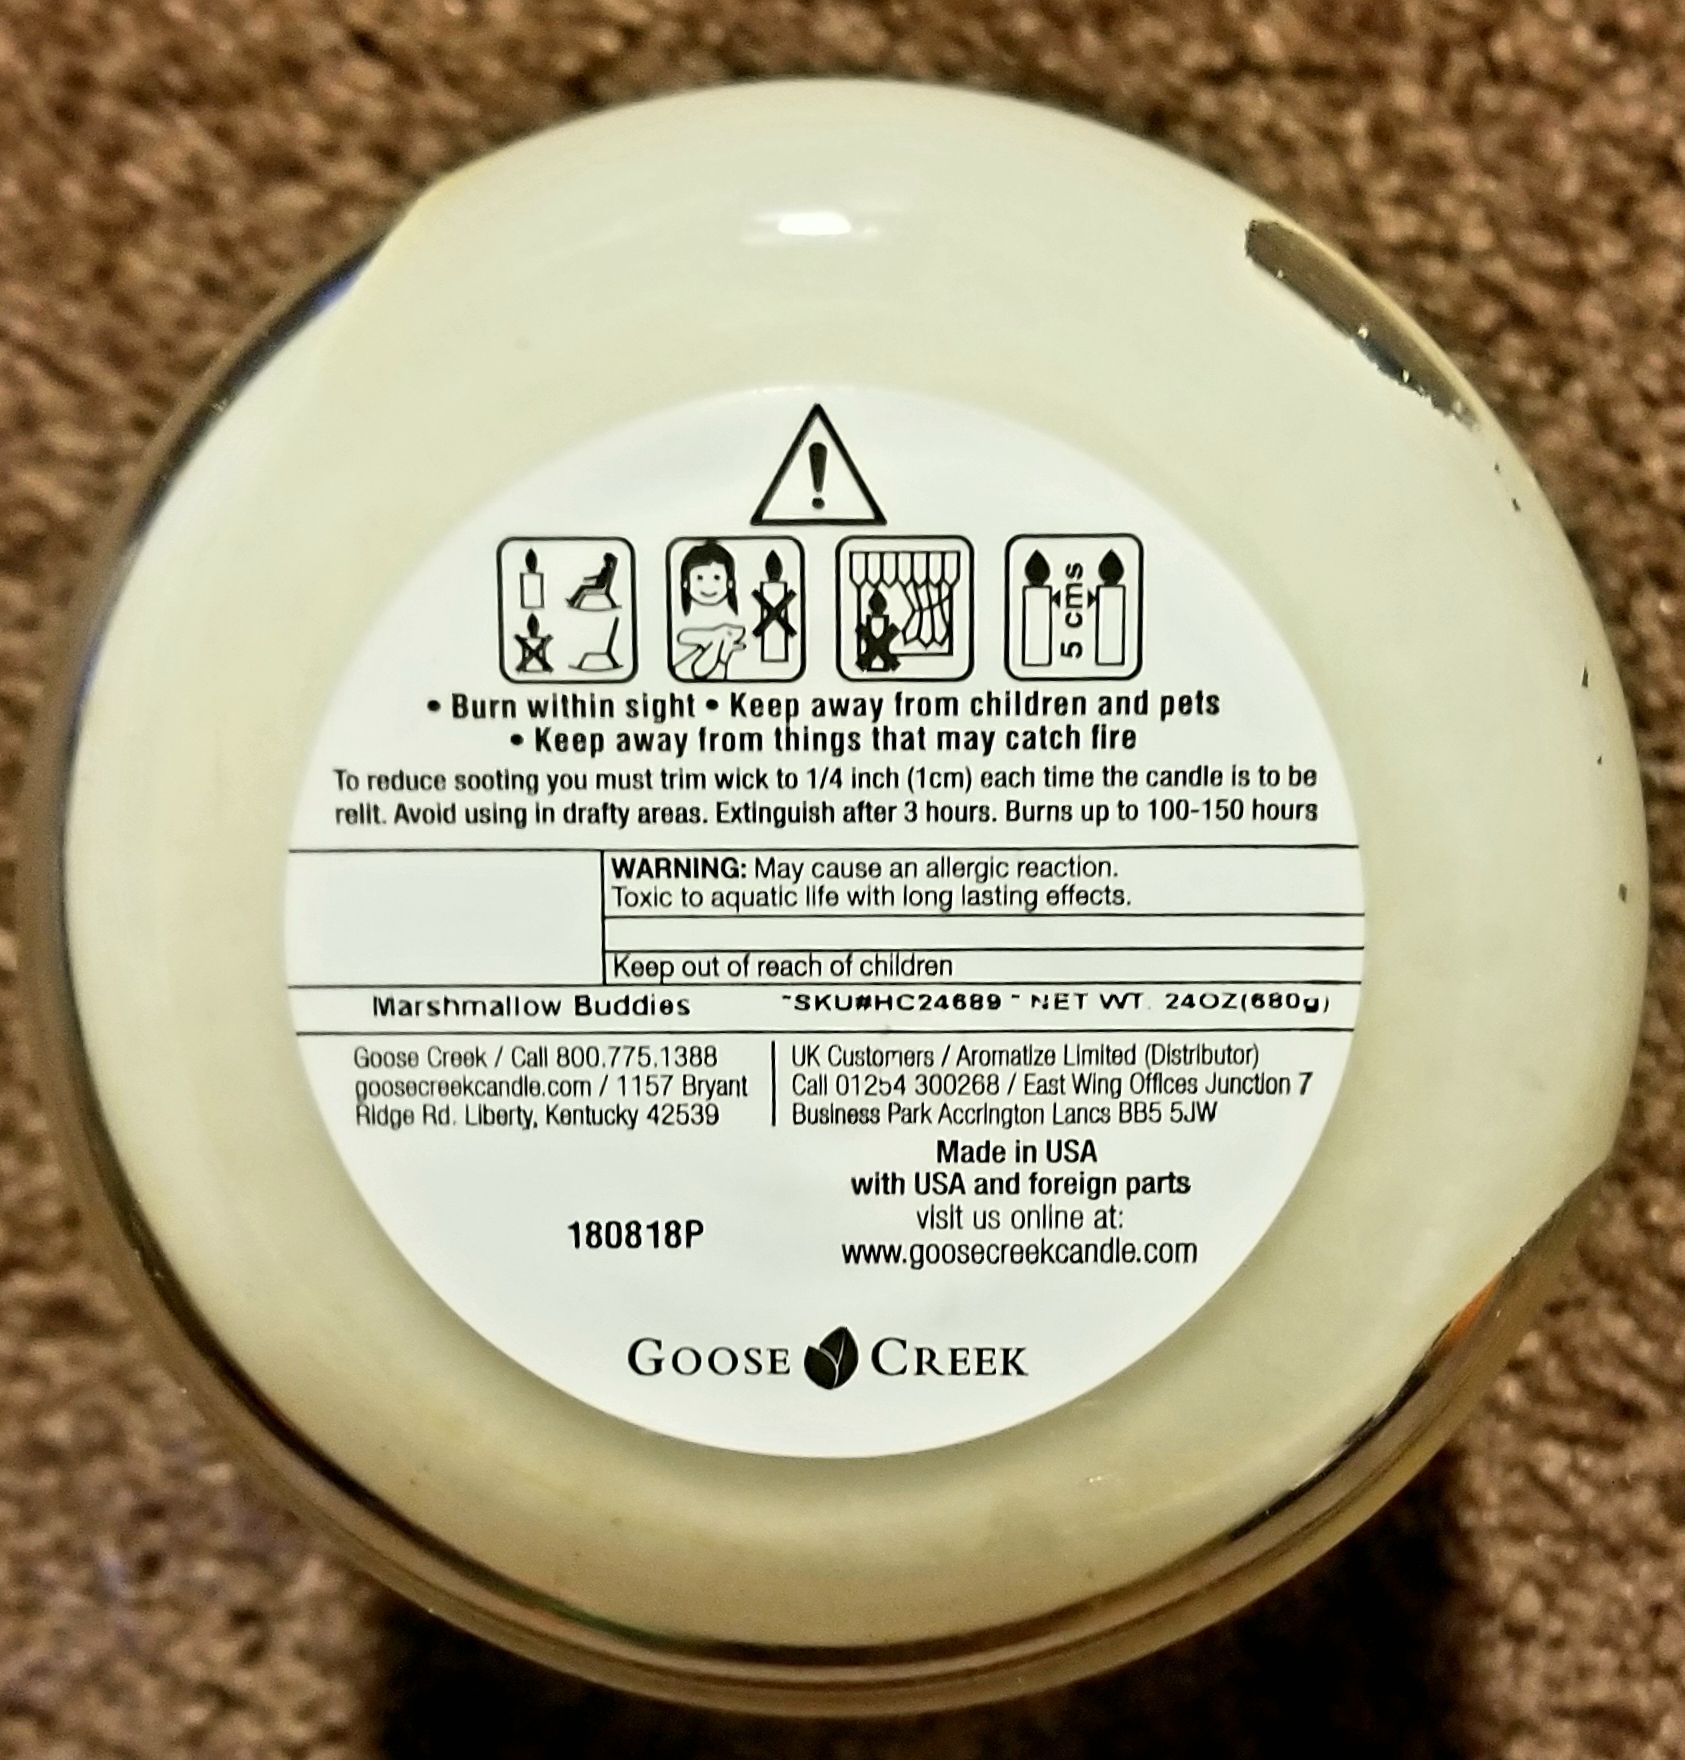 !
5 cms
• Burn within sight • Keep away from children and pets
• Keep away from things that may catch fire
To reduce sooting you must trim wick to 1/4 inch (1cm) each time the candle is to be
relit. Avoid using in drafty areas. Extinguish after 3 hours. Burns up to 100-150 hours
WARNING: May cause an allergic reaction.
Toxic to aquatic life with long lasting effects.
Keep out of reach of children
Marshmallow Buddies ~SKU#HC24689 ~ NET WT. 24OZ(680g)
Goose Creek / Call 800.775.1388
goosecreekcandle.com / 1157 Bryant
Ridge Rd. Liberty, Kentucky 42539
UK Customers / Aromatize Limited (Distributor)
Call 01254 300268 / East Wing Offices Junction 7
Business Park Accrington Lancs BB5 5JW
Made in USA
with USA and foreign parts
visit us online at:
www.goosecreekcandle.com
180818P
GOOSE CREEK